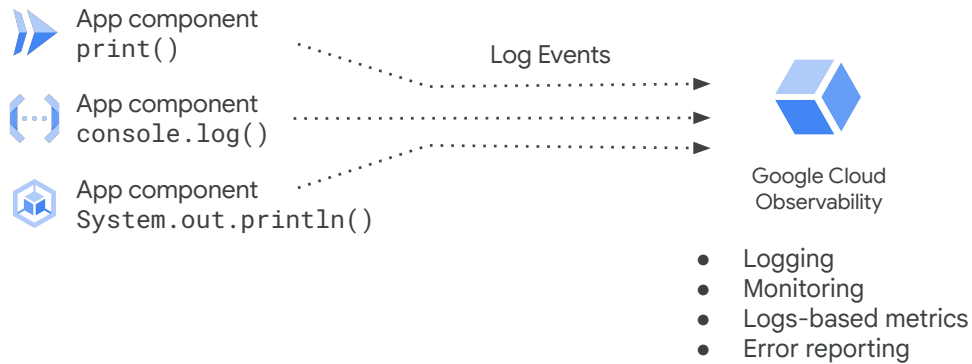 App component
print()
Log Events
App component
console.log()
App component
System.out.println()
Google Cloud
Observability
● Logging
● Monitoring
● Logs-based metrics
● Error reporting